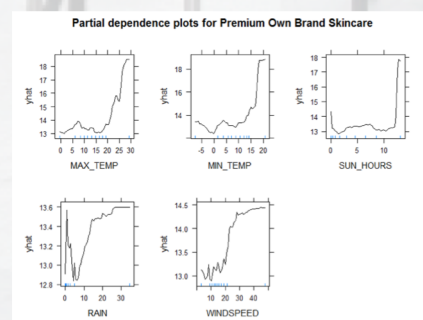 Partial dependence plots for Premium Own Brand Skincare
yhat
18
17
16
15
14
13
0 5 10 15 20 25 30
MAX_TEMP
yhat
18
16
14
-5 0 5 10 15 20
MIN_TEMP
yhat
18
17
16
15
14
13
0 5 10
SUN_HOURS
yhat
13.6
13.4
13.2
13.0
12.8
0 10 20 30
RAIN
yhat
14.5
14.0
13.5
13.0
10 20 30 40
WINDSPEED